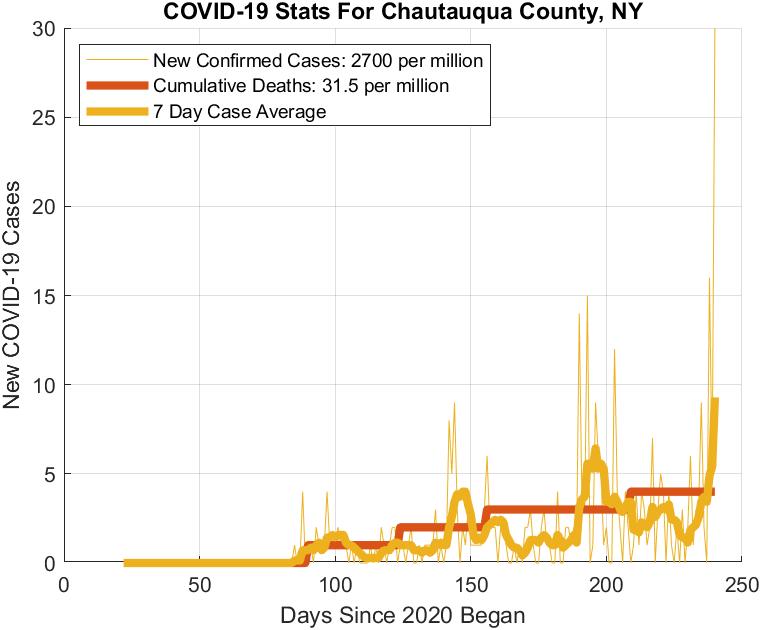 COVID-19 Stats For Chautauqua County, NY
New Confirmed Cases: 2700 per million
Cumulative Deaths: 31.5 per million
7 Day Case Average
New COVID-19 Cases
30
25
20
15
10
5
0
0 50 100 150 200 250
Days Since 2020 Began